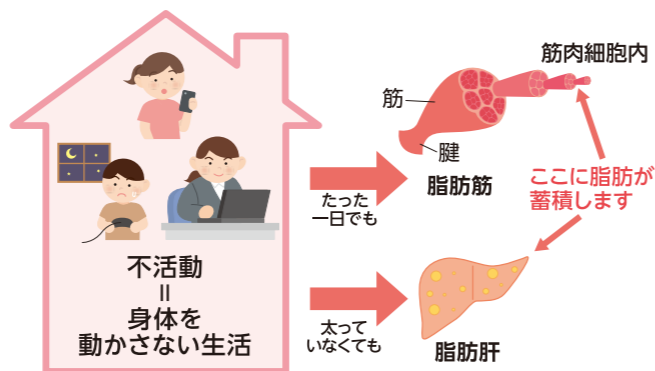 不活動
=
身体を
動かさない生活
たった
一日でも
太って
いなくても
筋
腱
脂肪筋
筋肉細胞内
ここに脂肪が
蓄積します
脂肪肝